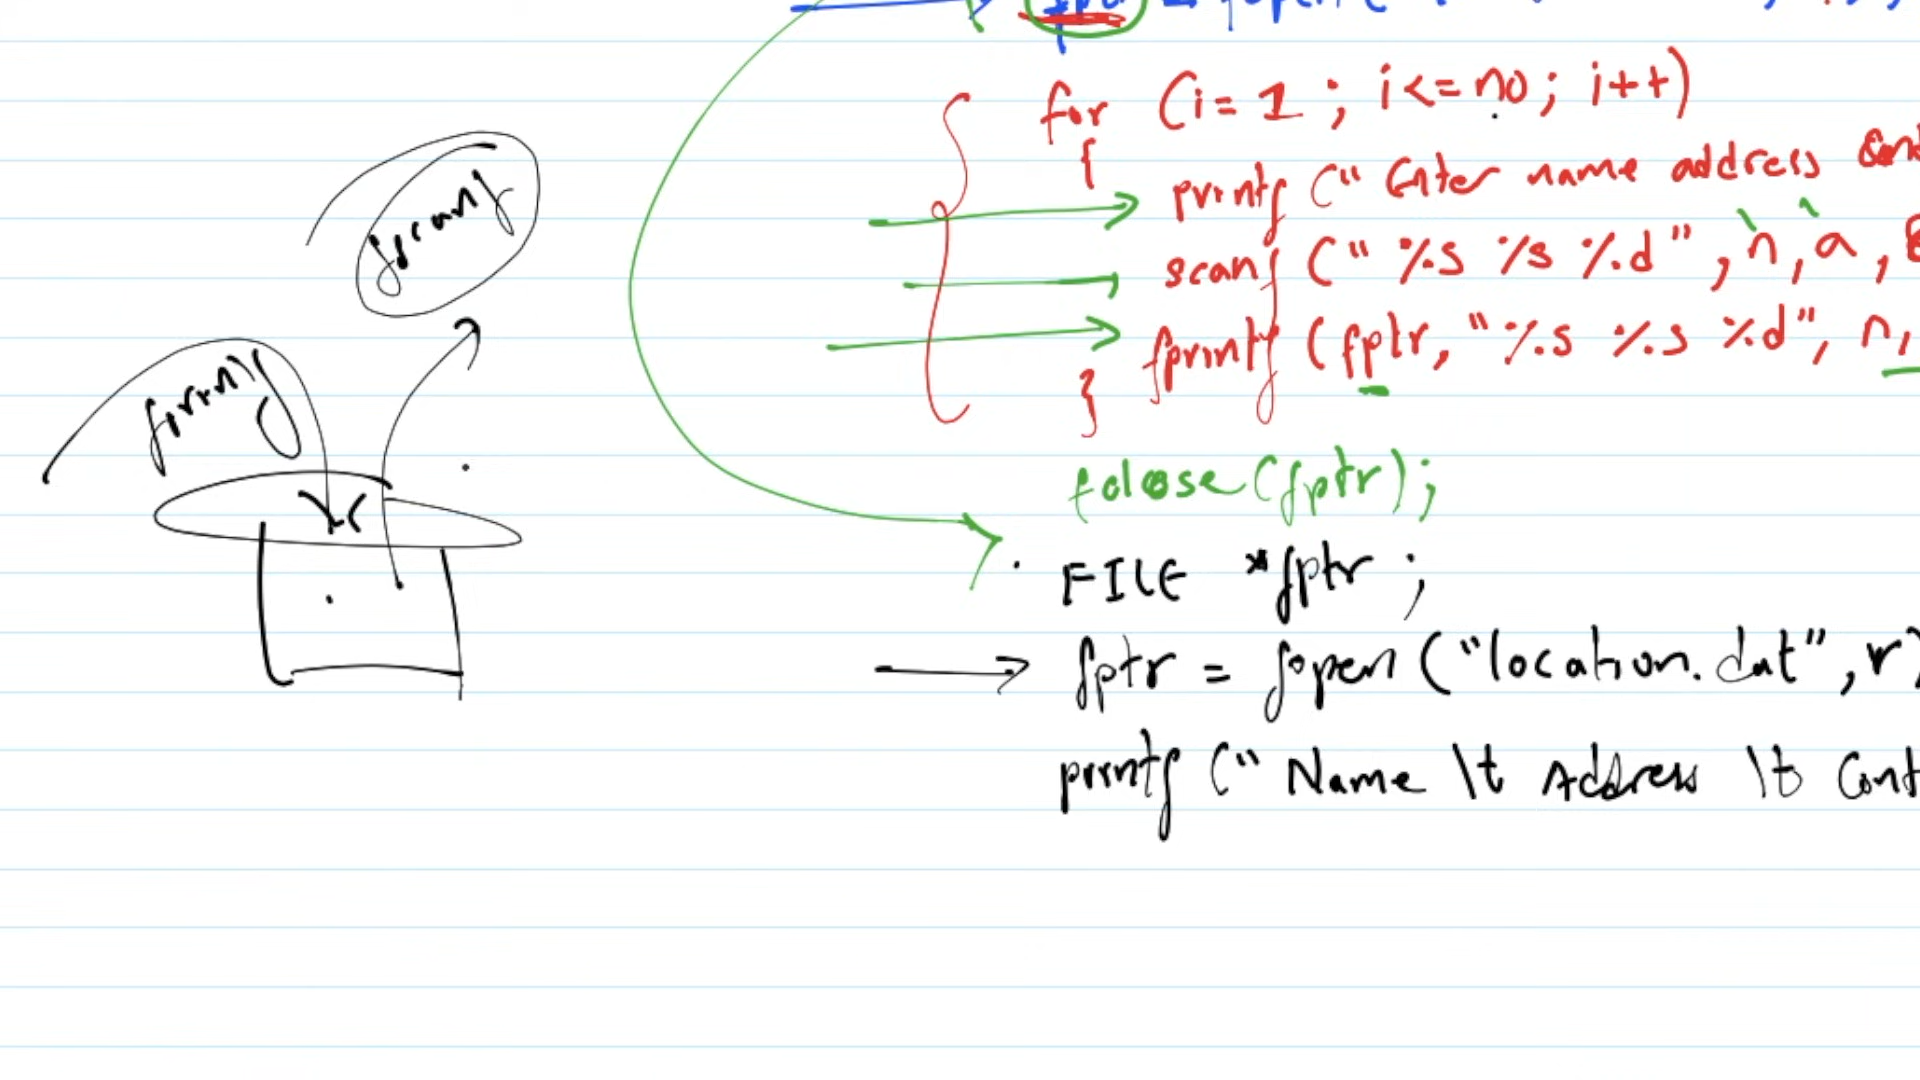 for (i=1 ; i<=no; i++)
{
printf (" Enter name address
scanf (" %s %s %d" , n, a,
fprintf (fptr, "%s %s %d", n,
}
fclose(fptr);
FILE *fptr ;
fptr = fopen ("location.dat", r)
printf (" Name \t Address \t Cont
fscanf
fprintf